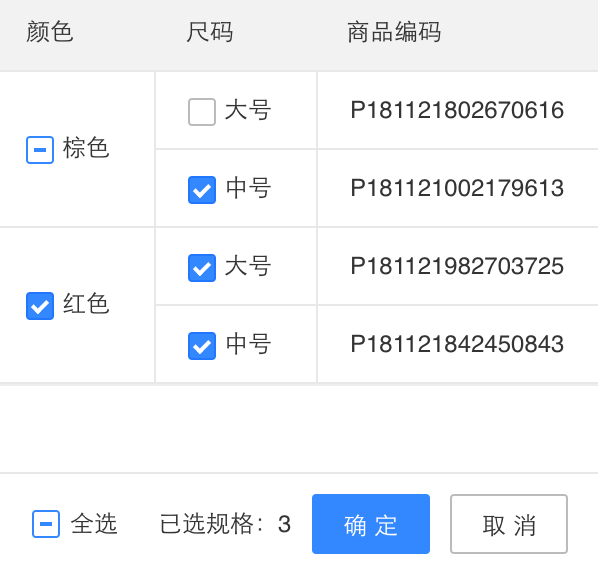 颜色 尺码 商品编码
棕色 大号 P181121802670616
中号 P181121002179613
红色 大号 P181121982703725
中号 P181121842450843
全选 已选规格：3 确定 取消